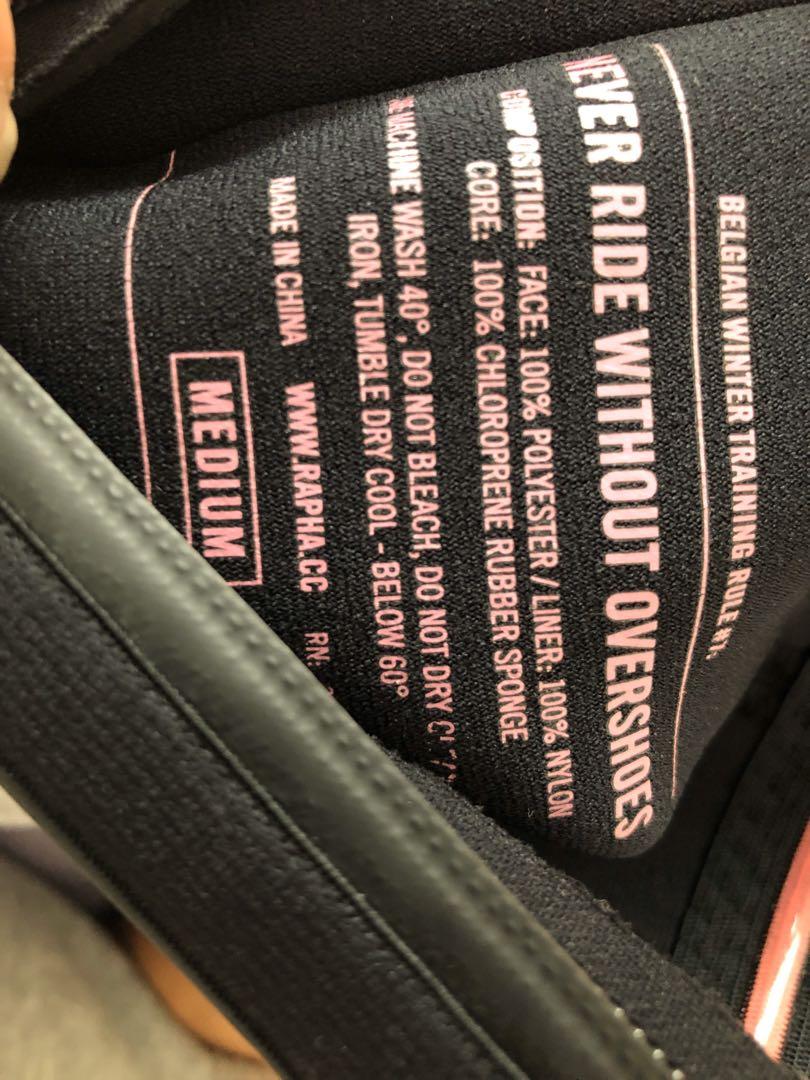 BELGIAN WINTER TRAINING RULE #1.
NEVER RIDE WITHOUT OVERSHOES
COMPOSITION: FACE: 100% POLYESTER / LINER: 100% NYLON
CORE: 100% CHLOROPRENE RUBBER SPONGE
MACHINE WASH 40°, DO NOT BLEACH, DO NOT DRY
IRON, TUMBLE DRY COOL - BELOW 60°
MADE IN CHINA WWW.RAPHA.CC RN:
MEDIUM